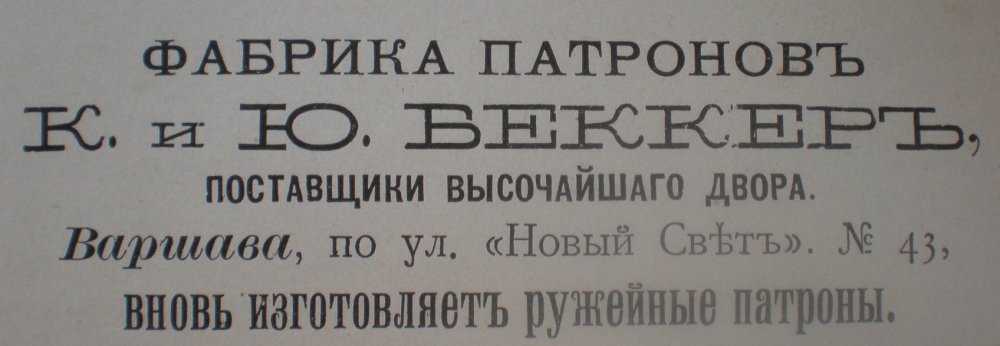 ФАБРИКА ПАТРОНОВЪ
К. и Ю. БЕККЕРЪ,
ПОСТАВЩИКИ ВЫСОЧАЙШАГО ДВОРА.
Варшава, по ул. «Новый Свѣтъ». № 43,
ВНОВЬ ИЗГОТОВЛЯЕТЪ РУЖЕЙНЫЕ ПАТРОНЫ.